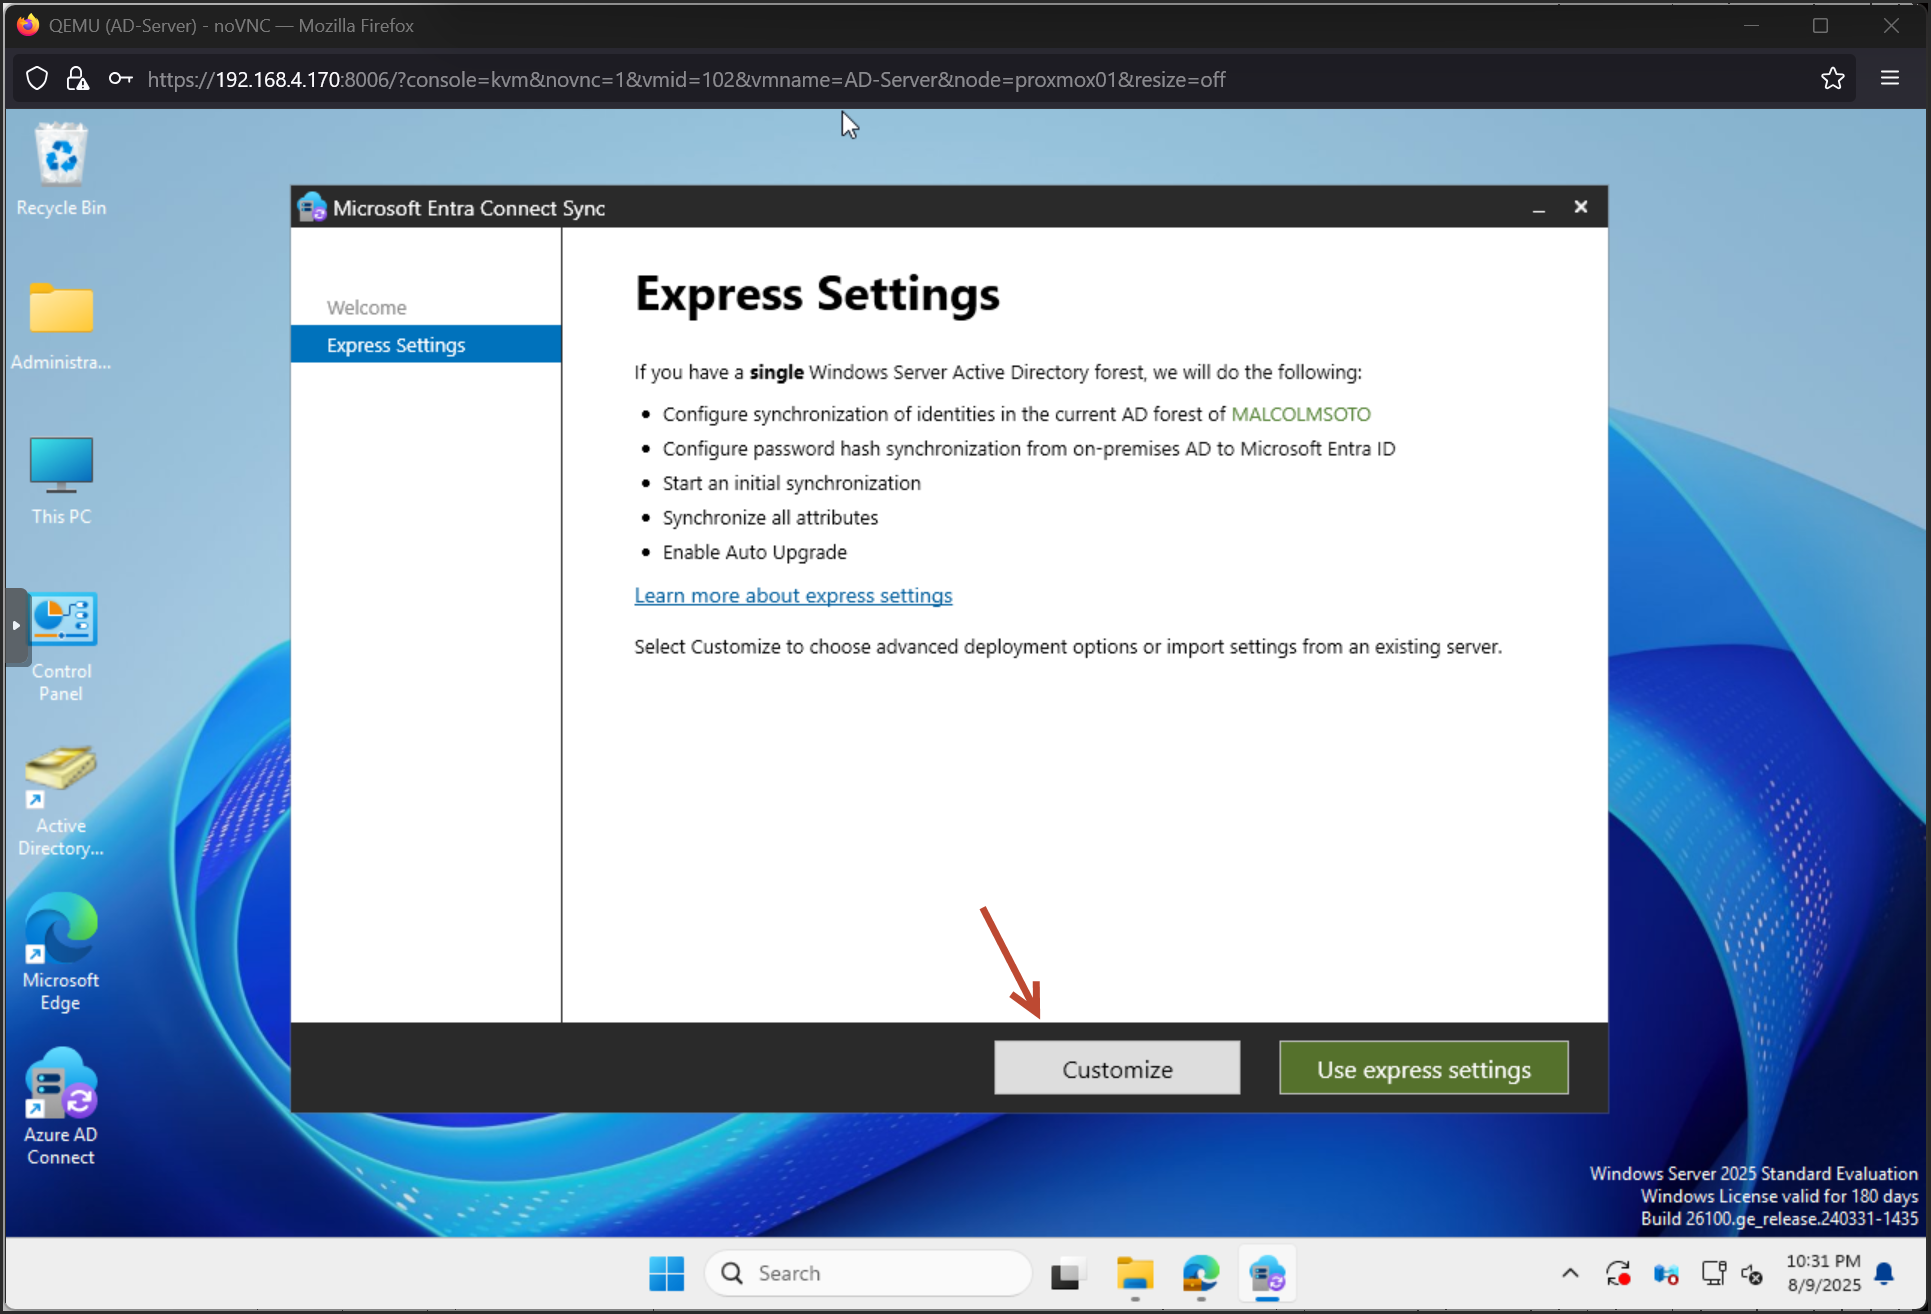 QEMU (AD-Server) - noVNC — Mozilla Firefox
https://192.168.4.170:8006/?console=kvm&novnc=1&vmid=102&vmname=AD-Server&node=proxmox01&resize=off
Recycle Bin
Administra...
This PC
Control
Panel
Active
Directory...
Microsoft
Edge
Azure AD
Connect
Microsoft Entra Connect Sync
Welcome
Express Settings
Express Settings
If you have a single Windows Server Active Directory forest, we will do the following:
• Configure synchronization of identities in the current AD forest of MALCOLMSOTO
• Configure password hash synchronization from on-premises AD to Microsoft Entra ID
• Start an initial synchronization
• Synchronize all attributes
• Enable Auto Upgrade
Learn more about express settings
Select Customize to choose advanced deployment options or import settings from an existing server.
Customize
Use express settings
Windows Server 2025 Standard Evaluation
Windows License valid for 180 days
Build 26100.ge_release.240331-1435
Search
10:31 PM
8/9/2025